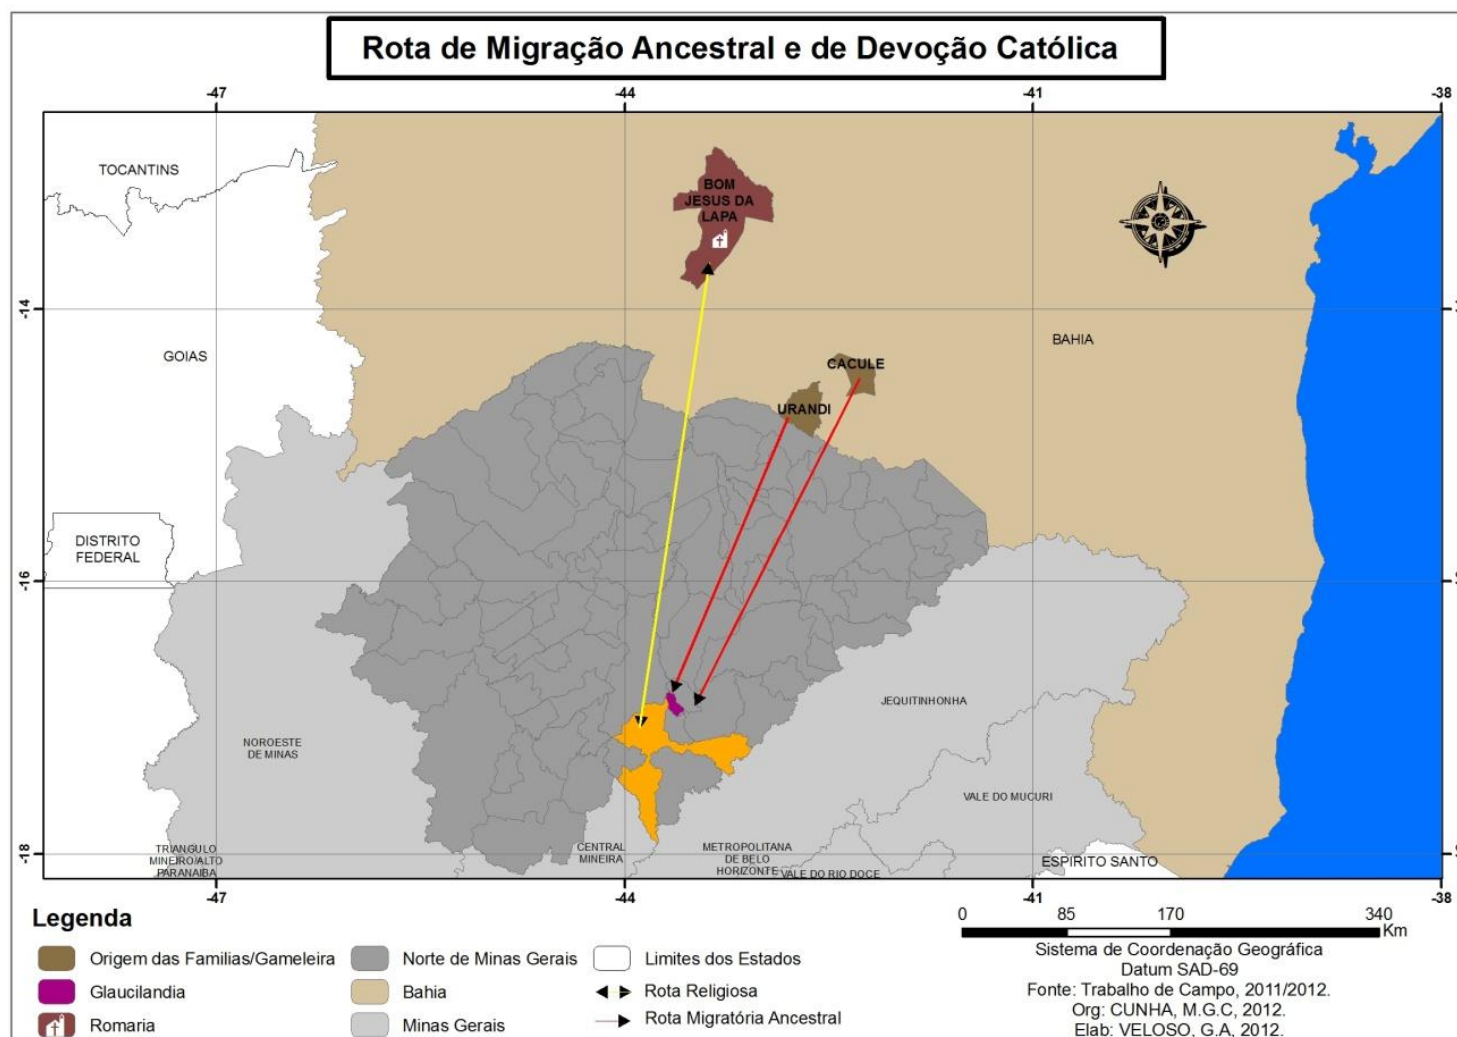 Rota de Migração Ancestral e de Devoção Católica
-47
-44
-41
-38
TOCANTINS
BOM
JESUS DA
LAPA
-14
GOIAS
BAHIA
CACULE
URANDI
DISTRITO
FEDERAL
-16
JEQUITINHONHA
NOROESTE
DE MINAS
VALE DO MUCURI
-18
TRIANGULO
MINEIRO/ALTO
PARANAIBA
CENTRAL
MINEIRA
METROPOLITANA
DE BELO
HORIZONTE
VALE DO RIO DOCE
ESPIRITO SANTO
-47
-44
-41
-38
Legenda
Origem das Familias/Gameleira
Glaucilandia
Romaria
Norte de Minas Gerais
Bahia
Minas Gerais
Limites dos Estados
Rota Religiosa
Rota Migratória Ancestral
0 85 170 340
Km
Sistema de Coordenação Geográfica
Datum SAD-69
Fonte: Trabalho de Campo, 2011/2012.
Org: CUNHA, M.G.C, 2012.
Elab: VELOSO, G.A, 2012.